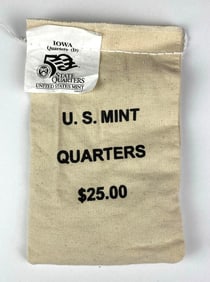 IOWA
Quarters (D)
50
STATE
QUARTERS
UNITED STATES MINT
U. S. MINT
QUARTERS
$25.00